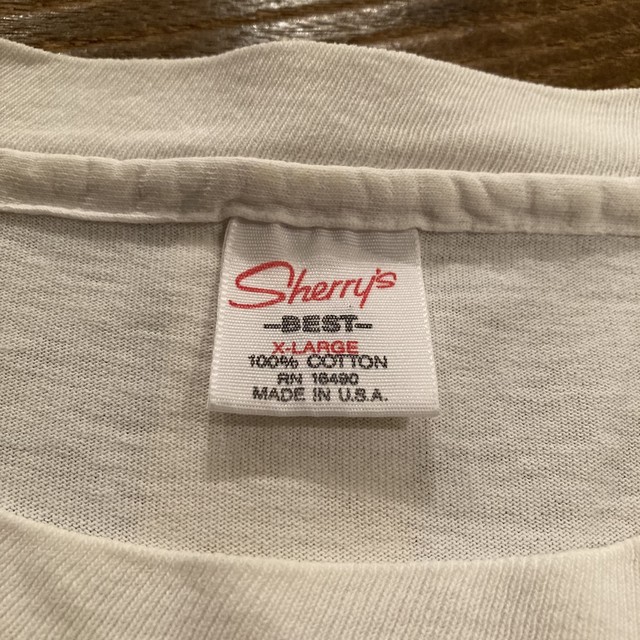 Sherry's
-BEST-
X-LARGE
100% COTTON
RN 16490
MADE IN U.S.A.